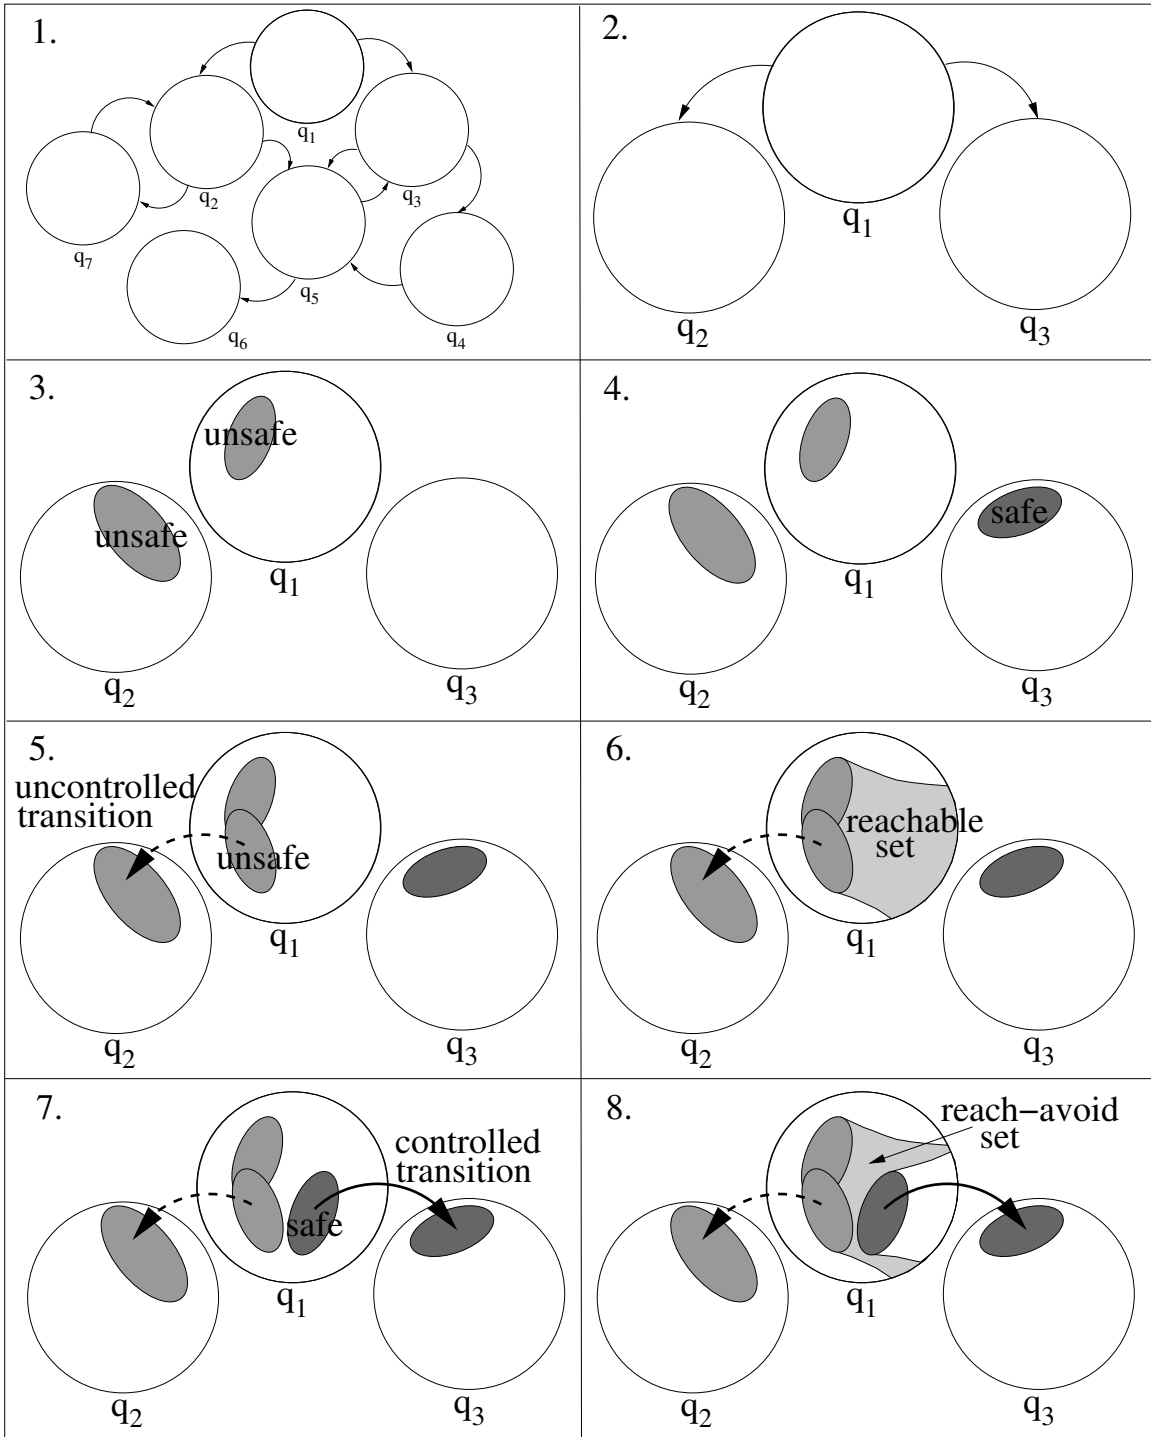 1.
q1
q2
q3
q7
q5
q6
q4
2.
q1
q2
q3
3.
unsafe
unsafe
q1
q2
q3
4.
safe
q1
q2
q3
5.
uncontrolled
transition
unsafe
q1
q2
q3
6.
reachable
set
q1
q2
q3
7.
controlled
transition
safe
q1
q2
q3
8.
reach-avoid
set
q1
q2
q3